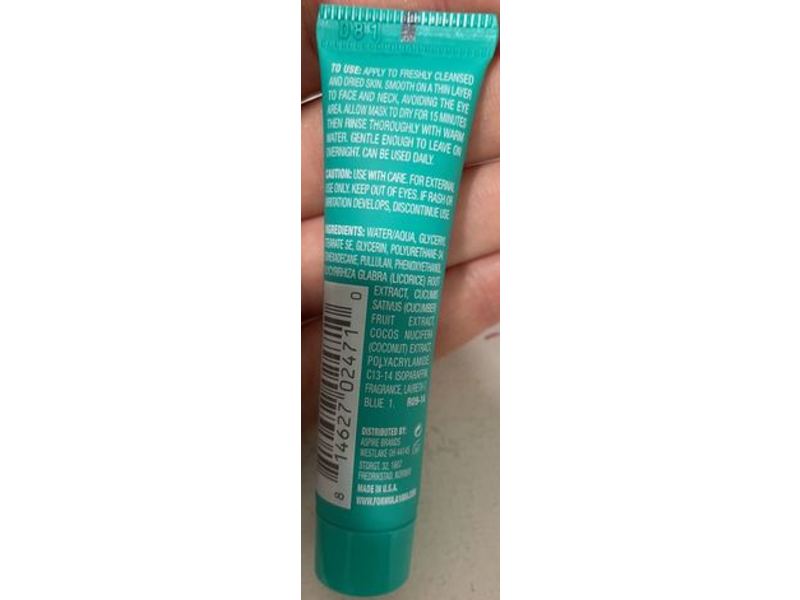 D81
TO USE: APPLY TO FRESHLY CLEANSED
AND DRIED SKIN. SMOOTH ON A THIN LAYER
TO FACE AND NECK, AVOIDING THE EYE
AREA. ALLOW MASK TO DRY FOR 15 MINUTES
THEN RINSE THOROUGHLY WITH WARM
WATER. GENTLE ENOUGH TO LEAVE ON
OVERNIGHT. CAN BE USED DAILY.
CAUTION: USE WITH CARE. FOR EXTERNAL
USE ONLY. KEEP OUT OF EYES. IF RASH OR
IRRITATION DEVELOPS, DISCONTINUE USE.
INGREDIENTS: WATER/AQUA, GLYCERYL
STEARATE SE, GLYCERIN, POLYURETHANE-34,
ISOHEXADECANE, PULLULAN, PHENOXYETHANOL,
GLYCYRRHIZA GLABRA (LICORICE) ROOT
EXTRACT, CUCUMIS
SATIVUS (CUCUMBER)
FRUIT EXTRACT,
COCOS NUCIFERA
(COCONUT) EXTRACT,
POLYACRYLAMIDE
C13-14 ISOPARAFFIN,
FRAGRANCE, LAURETH-7,
BLUE 1. R09-14
8 14627 02471 0
DISTRIBUTED BY:
ASPIRE BRANDS
WESTLAKE OH 44145
STORGT. 32, 1607
FREDRIKSTAD, NORWAY
MADE IN U.S.A.